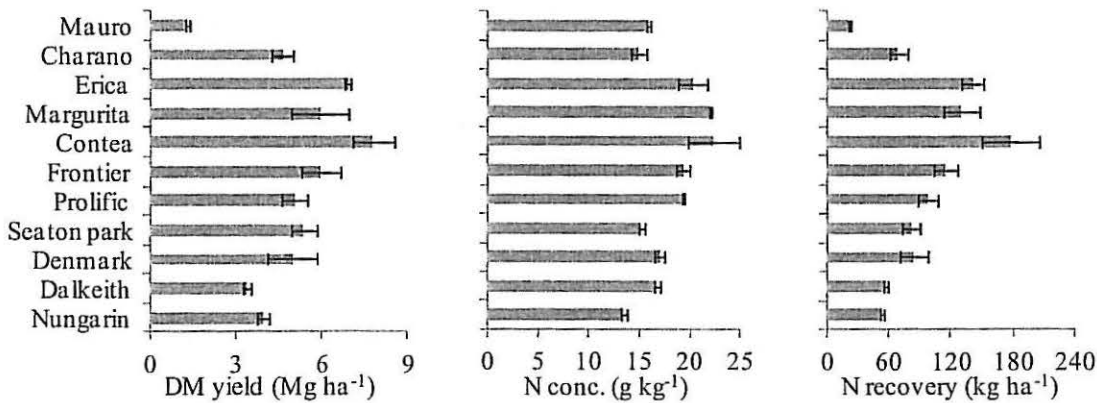 Mauro
Charano
Erica
Margurita
Contea
Frontier
Prolific
Seaton park
Denmark
Dalkeith
Nungarin
0 3 6 9
DM yield (Mg ha⁻¹)
0 5 10 15 20 25
N conc. (g kg⁻¹)
0 60 120 180 240
N recovery (kg ha⁻¹)